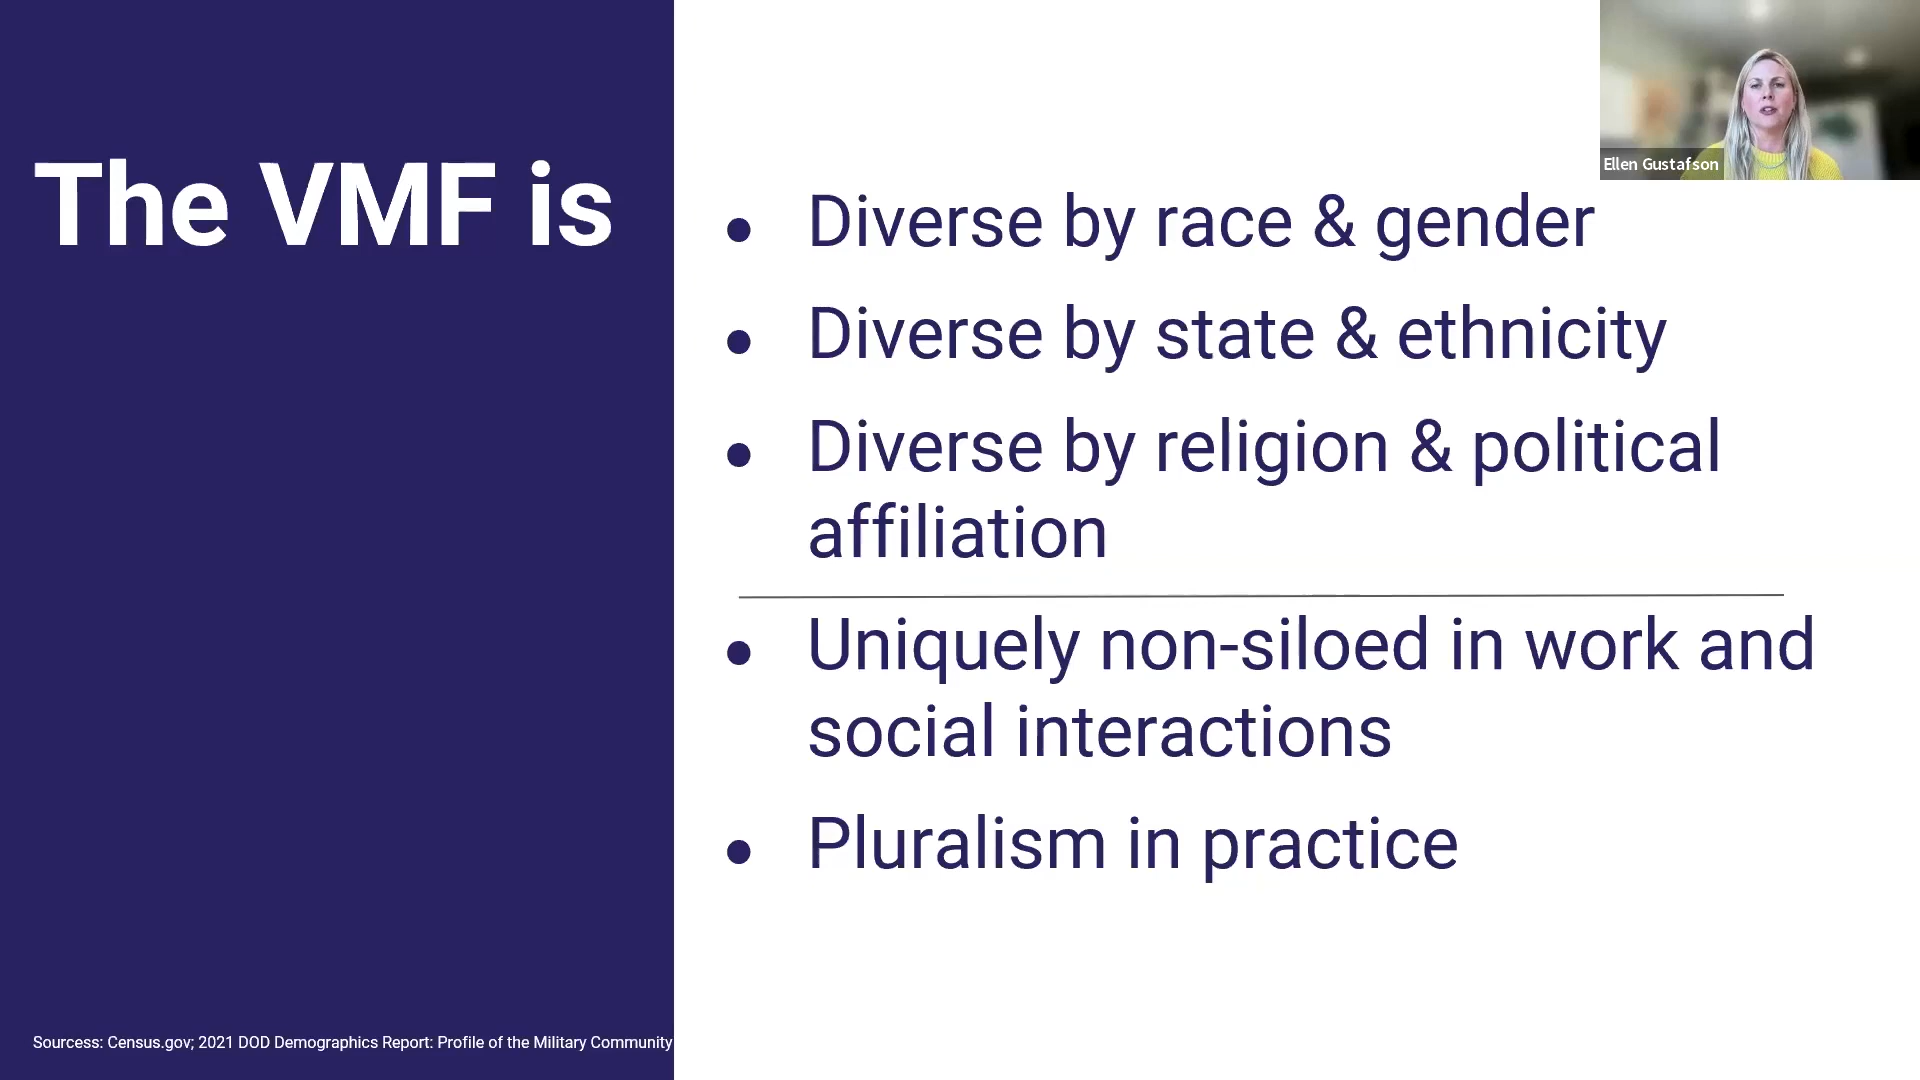 The VMF is
Ellen Gustafson
• Diverse by race & gender
• Diverse by state & ethnicity
• Diverse by religion & political
affiliation
• Uniquely non-siloed in work and
social interactions
• Pluralism in practice
Sourcess: Census.gov; 2021 DOD Demographics Report: Profile of the Military Community